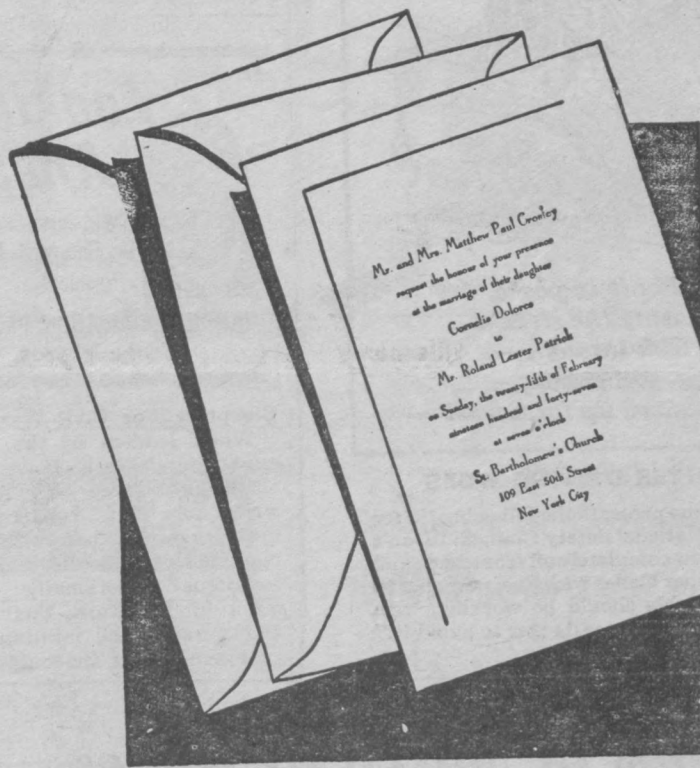 Mr. and Mrs. Matthew Paul Crowley
request the honour of your presence
at the marriage of their daughter
Cornelia Dolores
to
Mr. Roland Lester Patrick
on Sunday, the twenty-fifth of February
nineteen hundred and forty-seven
at seven o'clock
St. Bartholomew's Church
109 East 50th Street
New York City